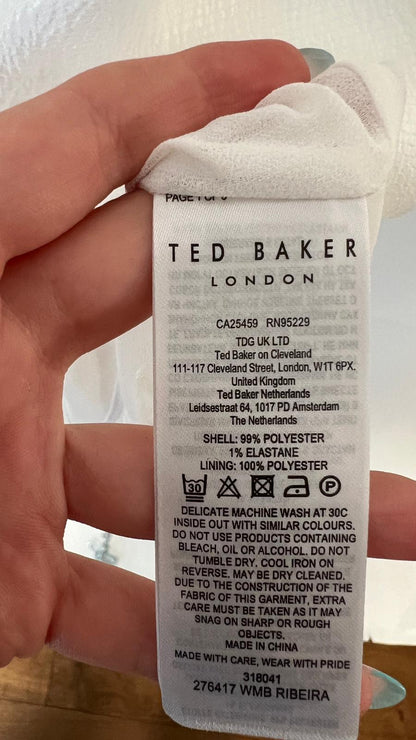 PAGE 1 OF
TED BAKER
LONDON
CA25459 RN95229
TDG UK LTD
Ted Baker on Cleveland
111-117 Cleveland Street, London, W1T 6PX.
United Kingdom
Ted Baker Netherlands
Leidsestraat 64, 1017 PD Amsterdam
The Netherlands
SHELL: 99% POLYESTER
1% ELASTANE
LINING: 100% POLYESTER
30 P
DELICATE MACHINE WASH AT 30C
INSIDE OUT WITH SIMILAR COLOURS.
DO NOT USE PRODUCTS CONTAINING
BLEACH, OIL OR ALCOHOL. DO NOT
TUMBLE DRY. COOL IRON ON
REVERSE, MAY BE DRY CLEANED.
DUE TO THE CONSTRUCTION OF THE
FABRIC OF THIS GARMENT, EXTRA
CARE MUST BE TAKEN AS IT MAY
SNAG ON SHARP OR ROUGH
OBJECTS.
MADE IN CHINA
MADE WITH CARE, WEAR WITH PRIDE
318041
276417 WMB RIBEIRA